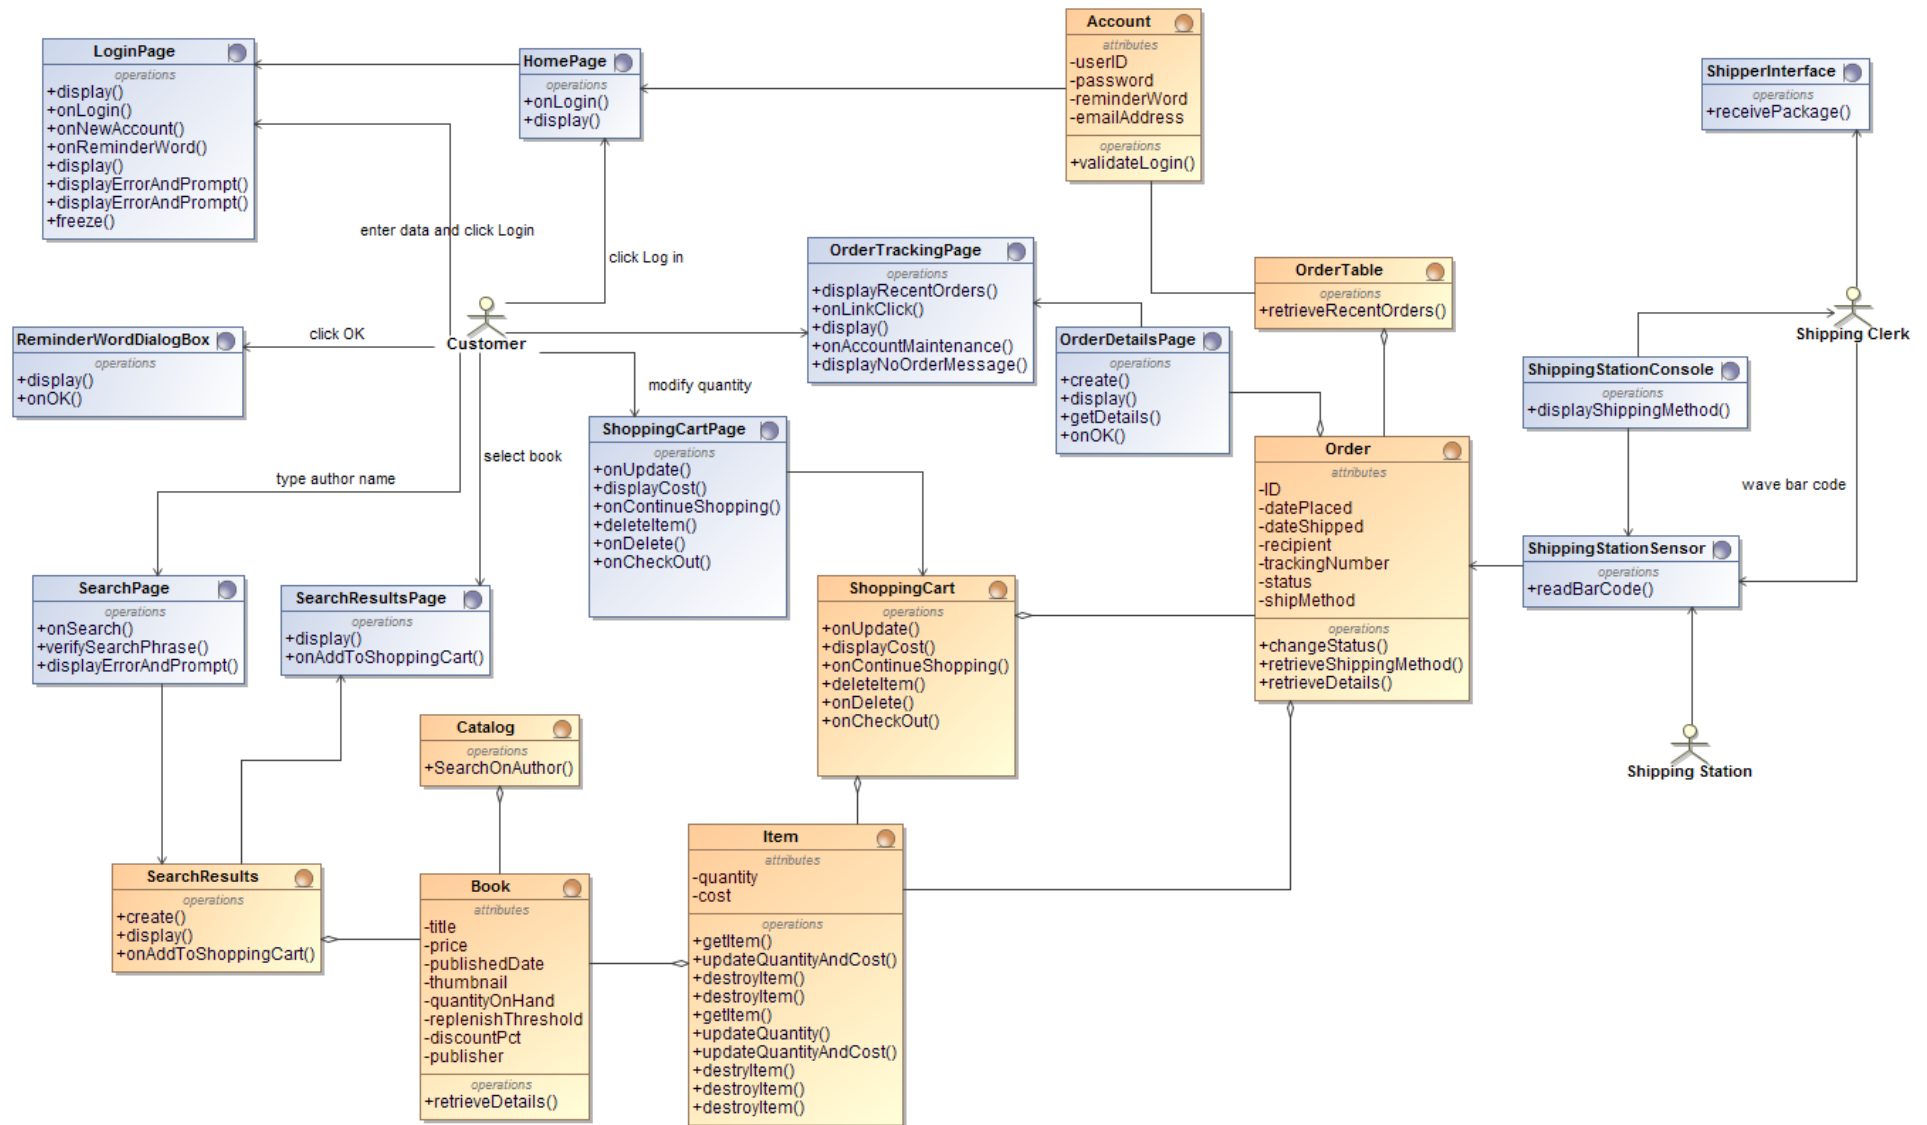 LoginPage
operations
+display()
+onLogin()
+onNewAccount()
+onReminderWord()
+display()
+displayErrorAndPrompt()
+displayErrorAndPrompt()
+freeze()
HomePage
operations
+onLogin()
+display()
Account
attributes
-userID
-password
-reminderWord
-emailAddress
operations
+validateLogin()
ShipperInterface
operations
+receivePackage()
enter data and click Login
click Log in
OrderTrackingPage
operations
+displayRecentOrders()
+onLinkClick()
+display()
+onAccountMaintenance()
+displayNoOrderMessage()
OrderTable
operations
+retrieveRecentOrders()
ReminderWordDialogBox
operations
+display()
+onOK()
click OK
Customer
OrderDetailsPage
operations
+create()
+display()
+getDetails()
+onOK()
Shipping Clerk
ShippingStationConsole
operations
+displayShippingMethod()
modify quantity
ShoppingCartPage
operations
+onUpdate()
+displayCost()
+onContinueShopping()
+deleteItem()
+onDelete()
+onCheckOut()
select book
type author name
Order
attributes
-ID
-datePlaced
-dateShipped
-recipient
-trackingNumber
-status
-shipMethod
operations
+changeStatus()
+retrieveShippingMethod()
+retrieveDetails()
wave bar code
ShippingStationSensor
operations
+readBarCode()
SearchPage
operations
+onSearch()
+verifySearchPhrase()
+displayErrorAndPrompt()
SearchResultsPage
operations
+display()
+onAddToShoppingCart()
ShoppingCart
operations
+onUpdate()
+displayCost()
+onContinueShopping()
+deleteItem()
+onDelete()
+onCheckOut()
Catalog
operations
+SearchOnAuthor()
Shipping Station
SearchResults
operations
+create()
+display()
+onAddToShoppingCart()
Book
attributes
-title
-price
-publishedDate
-thumbnail
-quantityOnHand
-replenishThreshold
-discountPct
-publisher
operations
+retrieveDetails()
Item
attributes
-quantity
-cost
operations
+getItem()
+updateQuantityAndCost()
+destroyItem()
+destroyItem()
+getItem()
+updateQuantity()
+updateQuantityAndCost()
+destryItem()
+destroyItem()
+destroyItem()